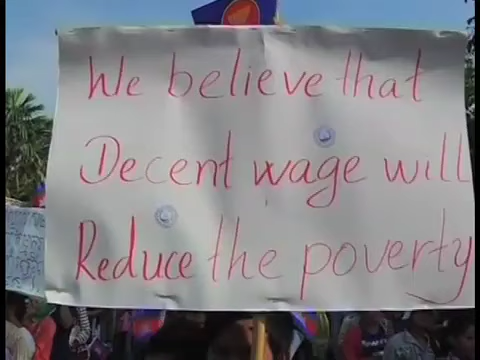 We believe that
Decent wage will
Reduce the poverty